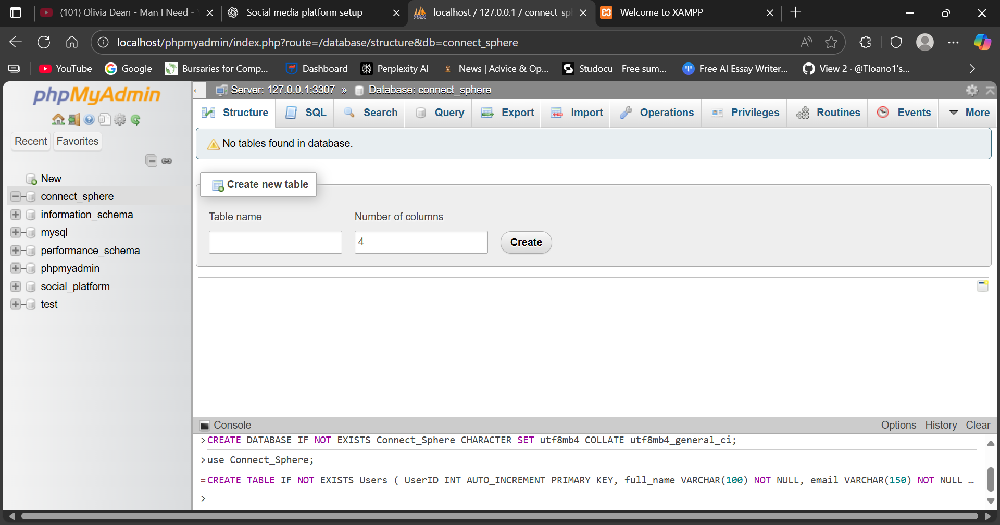 (101) Olivia Dean - Man I Need -
Social media platform setup
localhost / 127.0.0.1 / connect_sp
Welcome to XAMPP
localhost/phpmyadmin/index.php?route=/database/structure&db=connect_sphere
YouTube
Google
Bursaries for Comp...
Dashboard
Perplexity AI
News | Advice & Op...
Studocu - Free sum...
Free AI Essay Writer...
View 2 · @Tloano1's...
phpMyAdmin
Recent
Favorites
New
connect_sphere
information_schema
mysql
performance_schema
phpmyadmin
social_platform
test
Server: 127.0.0.1:3307 » Database: connect_sphere
Structure
SQL
Search
Query
Export
Import
Operations
Privileges
Routines
Events
More
No tables found in database.
Create new table
Table name
Number of columns
4
Create
Console
Options
History
Clear
>CREATE DATABASE IF NOT EXISTS Connect_Sphere CHARACTER SET utf8mb4 COLLATE utf8mb4_general_ci;
>use Connect_Sphere;
=CREATE TABLE IF NOT EXISTS Users ( UserID INT AUTO_INCREMENT PRIMARY KEY, full_name VARCHAR(100) NOT NULL, email VARCHAR(150) NOT NULL …
>